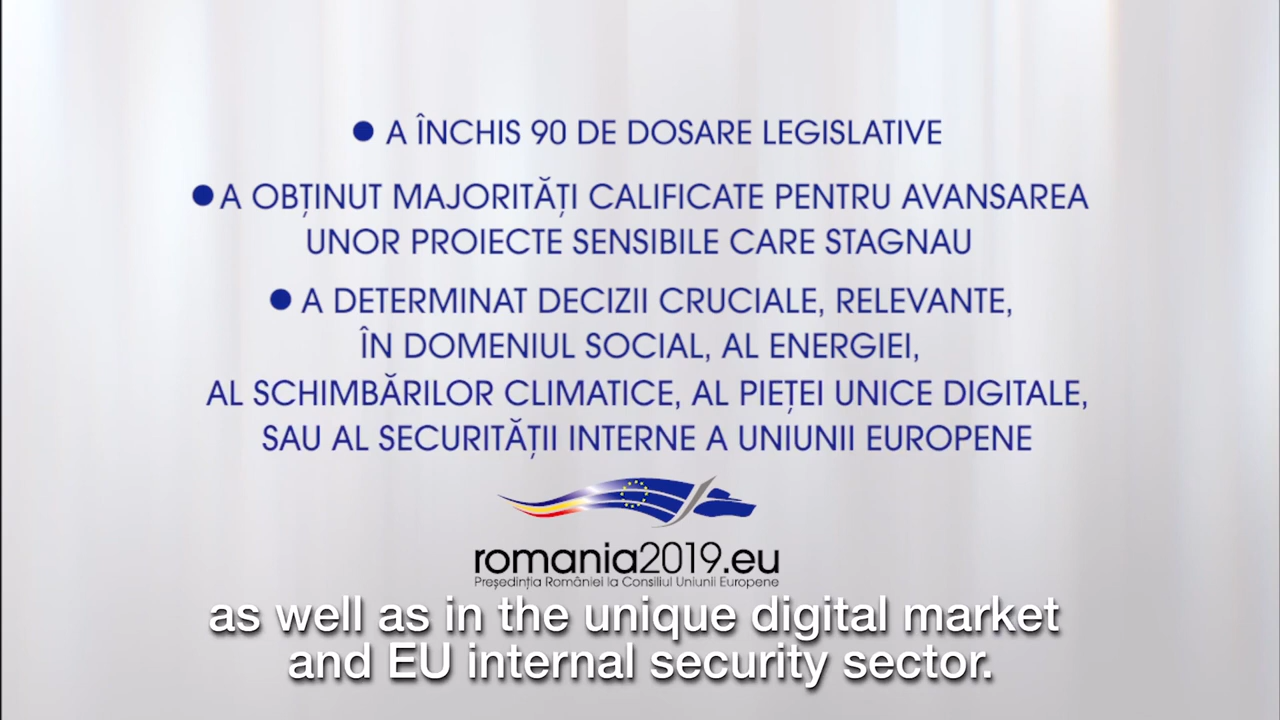 ● A ÎNCHIS 90 DE DOSARE LEGISLATIVE
● A OBȚINUT MAJORITĂȚI CALIFICATE PENTRU AVANSAREA
UNOR PROIECTE SENSIBILE CARE STAGNAU
● A DETERMINAT DECIZII CRUCIALE, RELEVANTE,
ÎN DOMENIUL SOCIAL, AL ENERGIEI,
AL SCHIMBĂRILOR CLIMATICE, AL PIEȚEI UNICE DIGITALE,
SAU AL SECURITĂȚII INTERNE A UNIUNII EUROPENE
romania2019.eu
Președinția României la Consiliul Uniunii Europene
as well as in the unique digital market
and EU internal security sector.